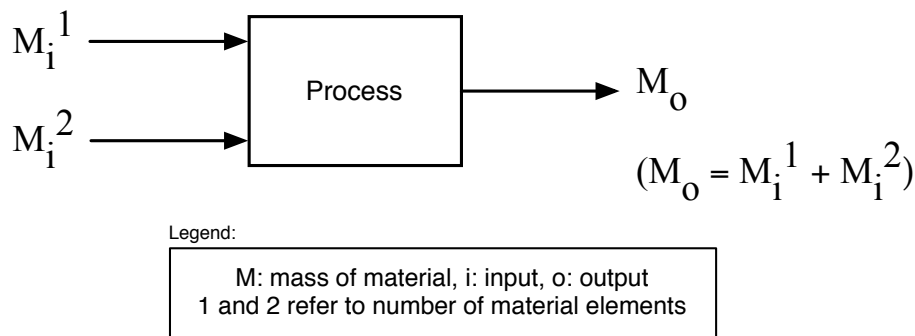 M_i^1
Process
M_o
M_i^2
(M_o = M_i^1 + M_i^2)
Legend:
M: mass of material, i: input, o: output
1 and 2 refer to number of material elements